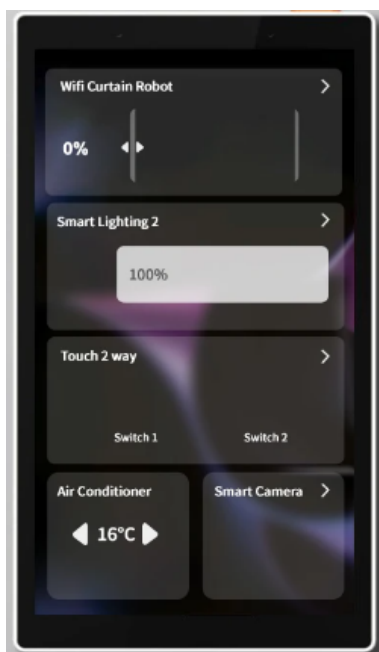 Wifi Curtain Robot
0%
Smart Lighting 2
100%
Touch 2 way
Switch 1 Switch 2
Air Conditioner Smart Camera
16°C